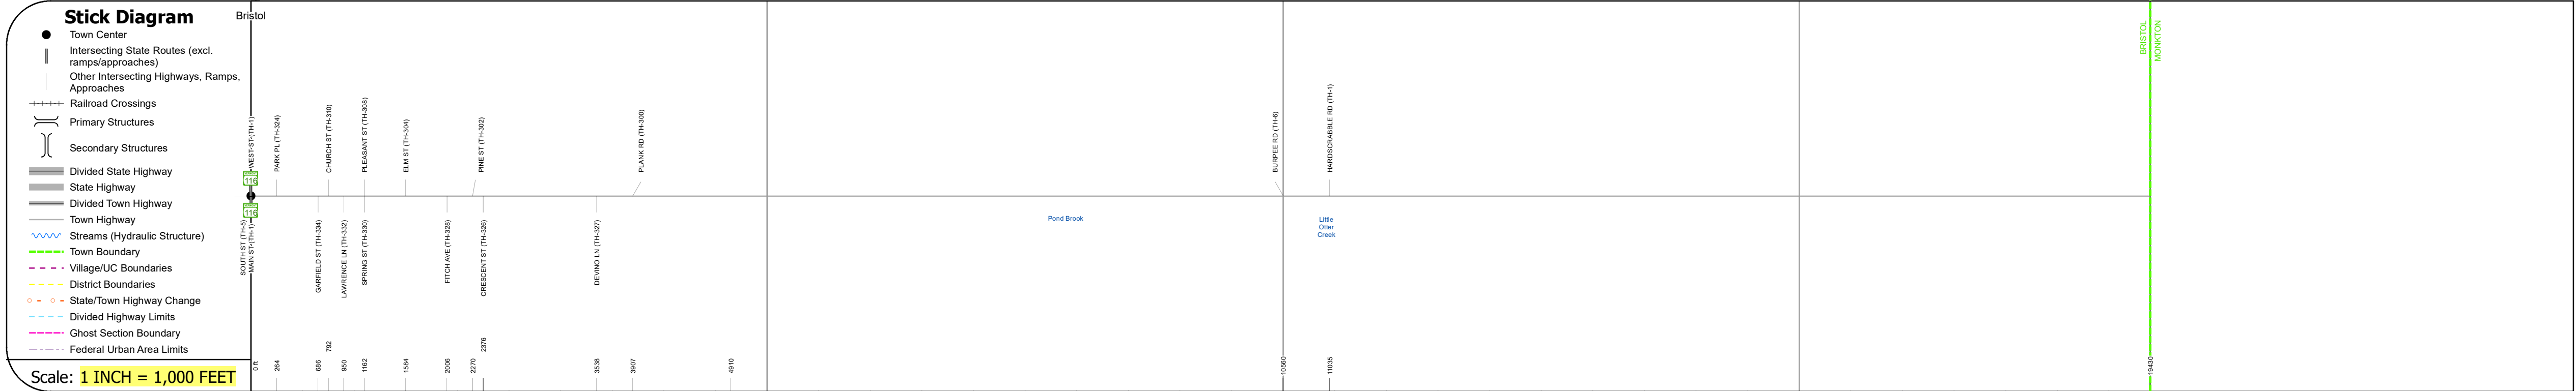 Stick Diagram
Town Center
Intersecting State Routes (excl.
ramps/approaches)
Other Intersecting Highways, Ramps,
Approaches
Railroad Crossings
Primary Structures
Secondary Structures
Divided State Highway
State Highway
Divided Town Highway
Town Highway
Streams (Hydraulic Structure)
Town Boundary
Village/UC Boundaries
District Boundaries
State/Town Highway Change
Divided Highway Limits
Ghost Section Boundary
Federal Urban Area Limits
Scale: 1 INCH = 1,000 FEET
Bristol
WEST-ST-(TH-1)
PARK PL (TH-324)
CHURCH ST (TH-310)
PLEASANT ST (TH-308)
ELM ST (TH-304)
PINE ST (TH-302)
PLANK RD (TH-300)
BURPEE RD (TH-6)
HARDSCRABBLE RD (TH-1)
BRISTOL
MONKTON
116
116
SOUTH ST (TH-5)
MAIN ST-(TH-1)
GARFIELD ST (TH-334)
LAWRENCE LN (TH-332)
SPRING ST (TH-330)
FITCH AVE (TH-328)
CRESCENT ST (TH-326)
DEVINO LN (TH-327)
Pond Brook
Little
Otter
Creek
0 ft
264
686
792
950
1162
1584
2006
2270
2376
3538
3907
4910
10560
11035
19430